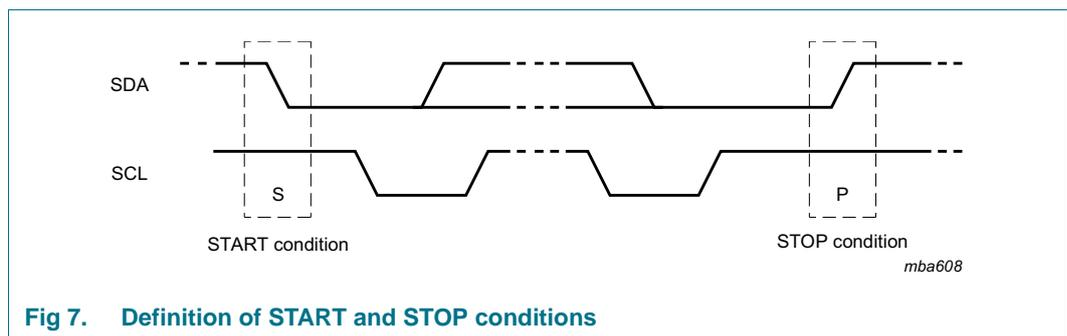 SDA
SCL
S
P
START condition
STOP condition
mba608
Fig 7. Definition of START and STOP conditions